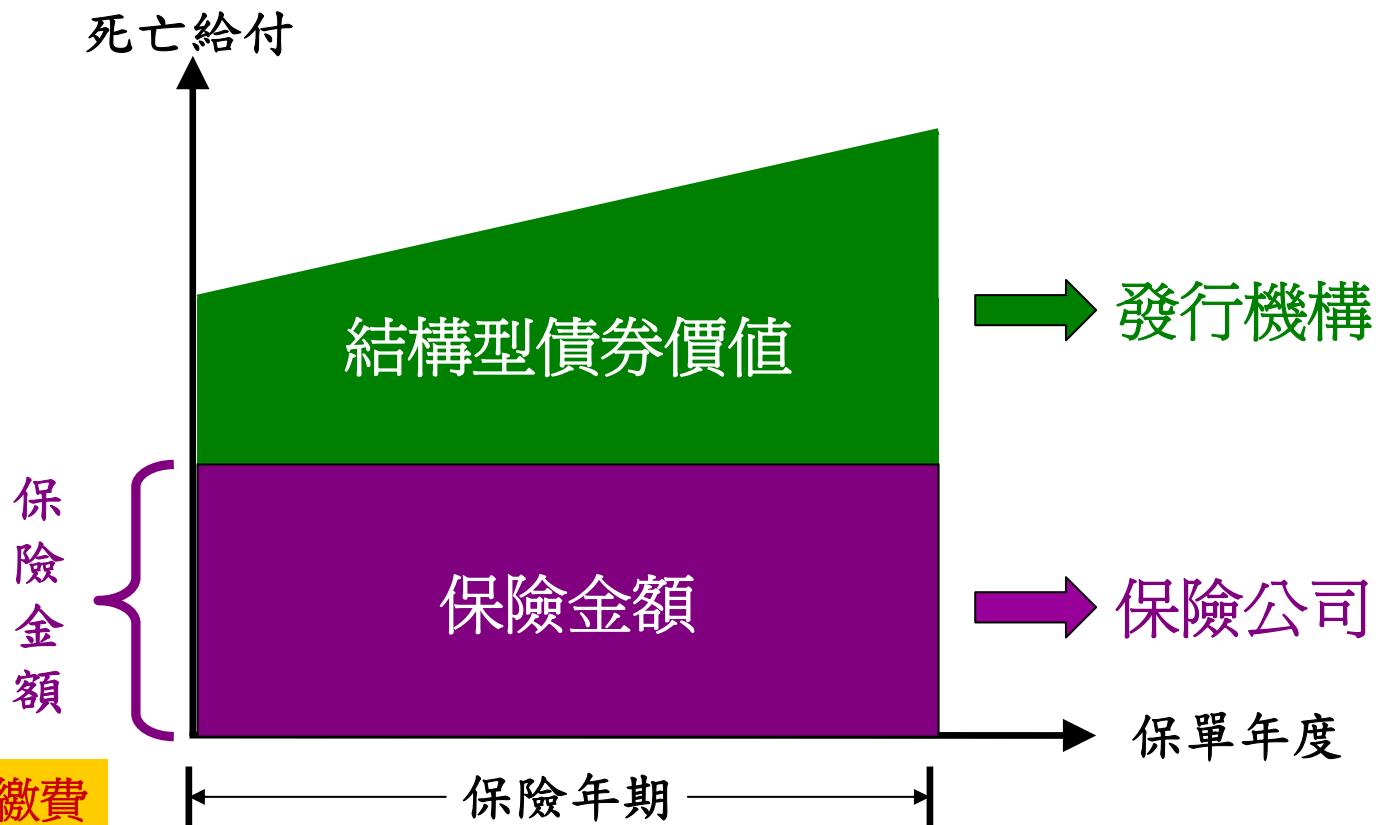 死亡給付
結構型債券價值
發行機構
保險金額
保險金額
保險公司
保單年度
繳費
保險年期